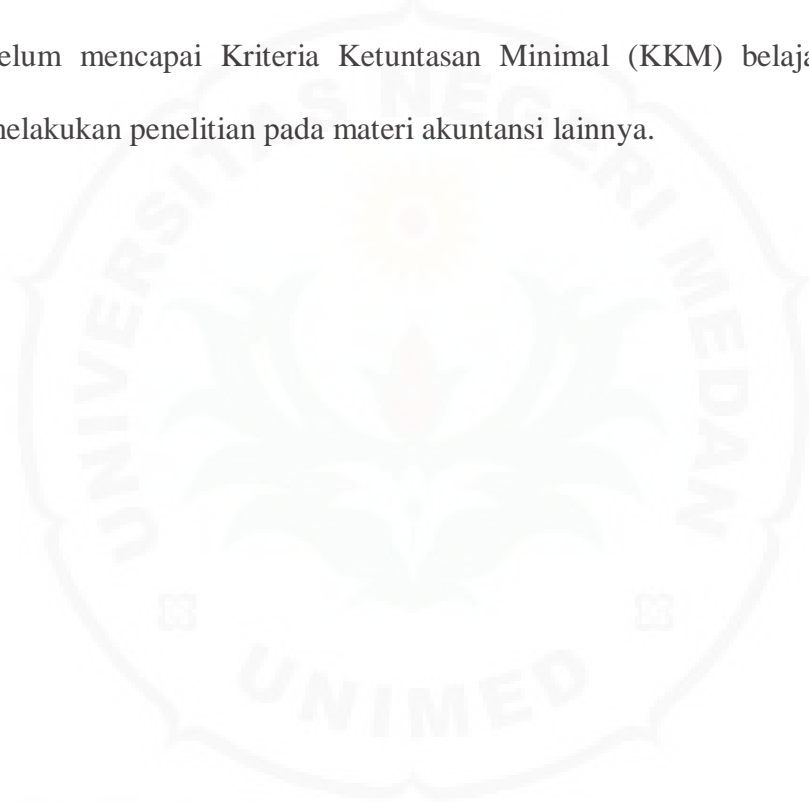 elum mencapai Kriteria Ketuntasan Minimal (KKM) belaja
nelakukan penelitian pada materi akuntansi lainnya.
UNIVERSITAS NEGERI MEDAN
UNIMED